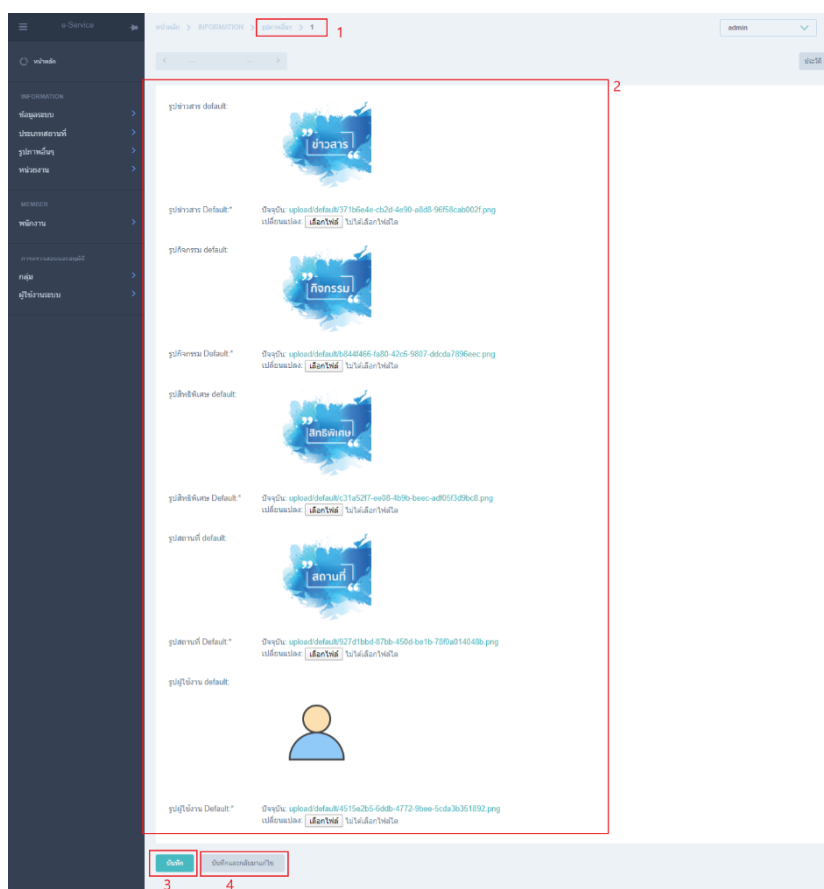 e-Service
หน้าหลัก > INFORMATION > รูปภาพอื่นๆ > 1
1
admin
หน้าหลัก
ประวัติ
2
INFORMATION
ข้อมูลระบบ
ประเภทสถานที่
รูปภาพอื่นๆ
หน่วยงาน
MEMBER
พนักงาน
กลุ่ม
ผู้ใช้งานระบบ
รูปข่าวสาร default:
ข่าวสาร
รูปข่าวสาร Default:*
ปัจจุบัน: upload/default/371b6e4e-cb2d-4e90-a8d8-96f58cab002f.png
เปลี่ยนแปลง: เลือกไฟล์ ไม่ได้เลือกไฟล์ใด
รูปกิจกรรม default:
กิจกรรม
รูปกิจกรรม Default:*
ปัจจุบัน: upload/default/b844f466-fa80-42c5-9807-ddcda7896eec.png
เปลี่ยนแปลง: เลือกไฟล์ ไม่ได้เลือกไฟล์ใด
รูปสิทธิพิเศษ default:
สิทธิพิเศษ
รูปสิทธิพิเศษ Default:*
ปัจจุบัน: upload/default/c31a52f7-ee08-4b9b-beec-adf05f3d9bc8.png
เปลี่ยนแปลง: เลือกไฟล์ ไม่ได้เลือกไฟล์ใด
รูปสถานที่ default:
สถานที่
รูปสถานที่ Default:*
ปัจจุบัน: upload/default/927d1bbd-87bb-450d-be1b-78f0a014048b.png
เปลี่ยนแปลง: เลือกไฟล์ ไม่ได้เลือกไฟล์ใด
รูปผู้ใช้งาน default:
รูปผู้ใช้งาน Default:*
ปัจจุบัน: upload/default/4515e2b5-6ddb-4772-9bee-5cda3b351892.png
เปลี่ยนแปลง: เลือกไฟล์ ไม่ได้เลือกไฟล์ใด
บันทึก
บันทึกและกลับมาแก้ไข
3
4